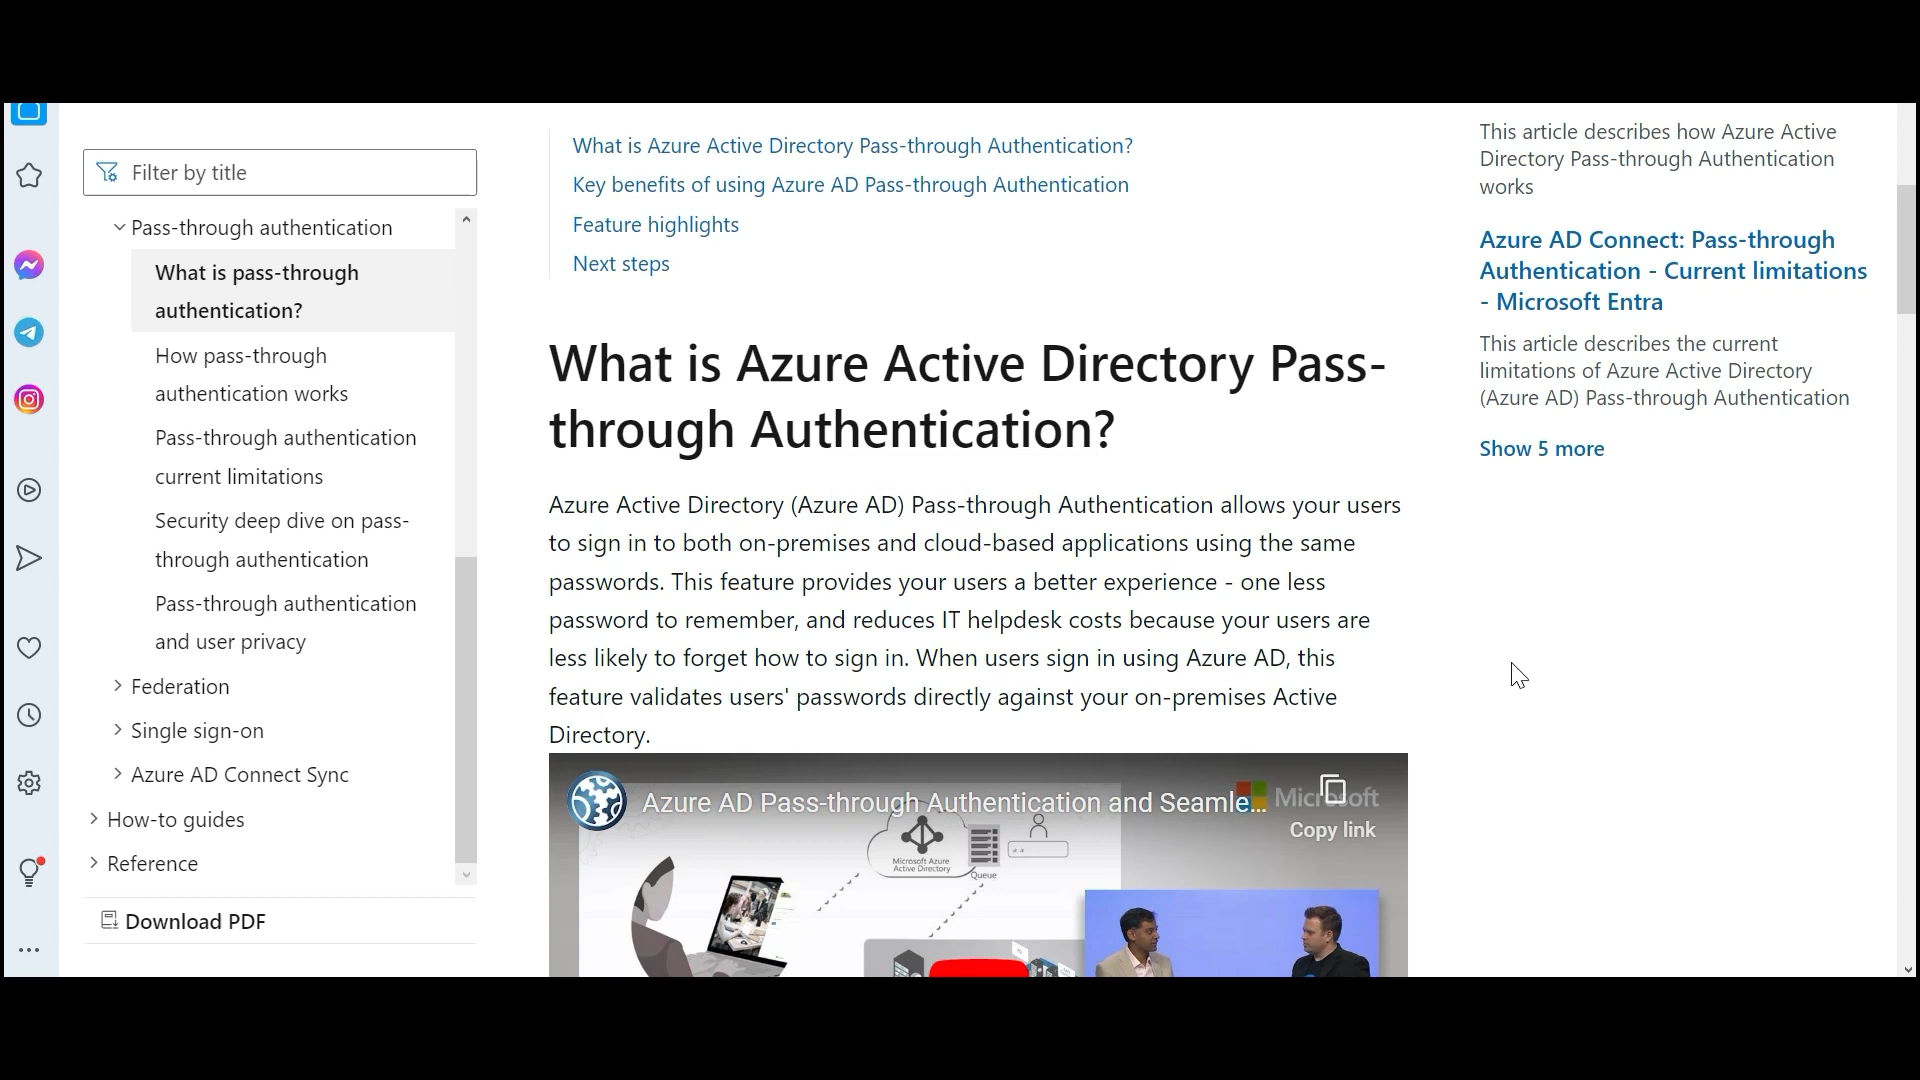 Filter by title
Pass-through authentication
What is pass-through
authentication?
How pass-through
authentication works
Pass-through authentication
current limitations
Security deep dive on pass-
through authentication
Pass-through authentication
and user privacy
Federation
Single sign-on
Azure AD Connect Sync
How-to guides
Reference
Download PDF
What is Azure Active Directory Pass-through Authentication?
Key benefits of using Azure AD Pass-through Authentication
Feature highlights
Next steps
What is Azure Active Directory Pass-
through Authentication?
Azure Active Directory (Azure AD) Pass-through Authentication allows your users
to sign in to both on-premises and cloud-based applications using the same
passwords. This feature provides your users a better experience - one less
password to remember, and reduces IT helpdesk costs because your users are
less likely to forget how to sign in. When users sign in using Azure AD, this
feature validates users' passwords directly against your on-premises Active
Directory.
Azure AD Pass-through Authentication and Seamle...
Microsoft
Copy link
Microsoft Azure
Active Directory
Queue
This article describes how Azure Active
Directory Pass-through Authentication
works
Azure AD Connect: Pass-through
Authentication - Current limitations
- Microsoft Entra
This article describes the current
limitations of Azure Active Directory
(Azure AD) Pass-through Authentication
Show 5 more